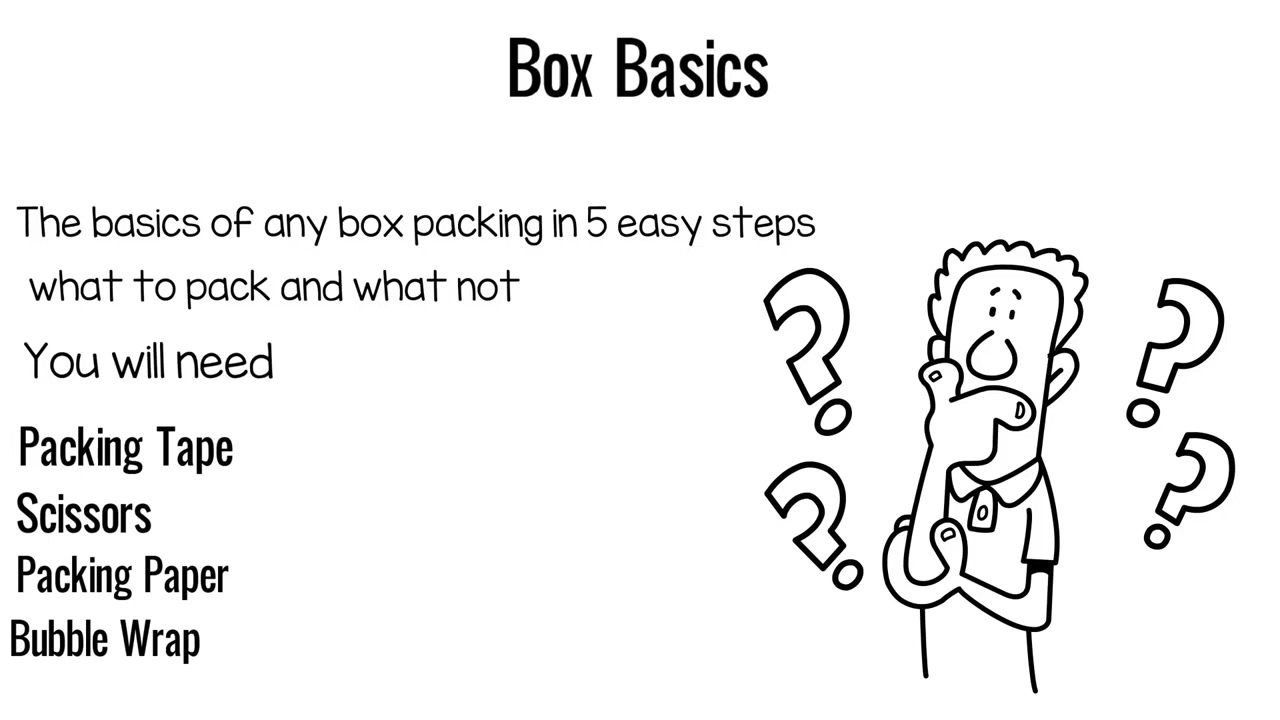 Box Basics
The basics of any box packing in 5 easy steps
what to pack and what not
You will need
Packing Tape
Scissors
Packing Paper
Bubble Wrap